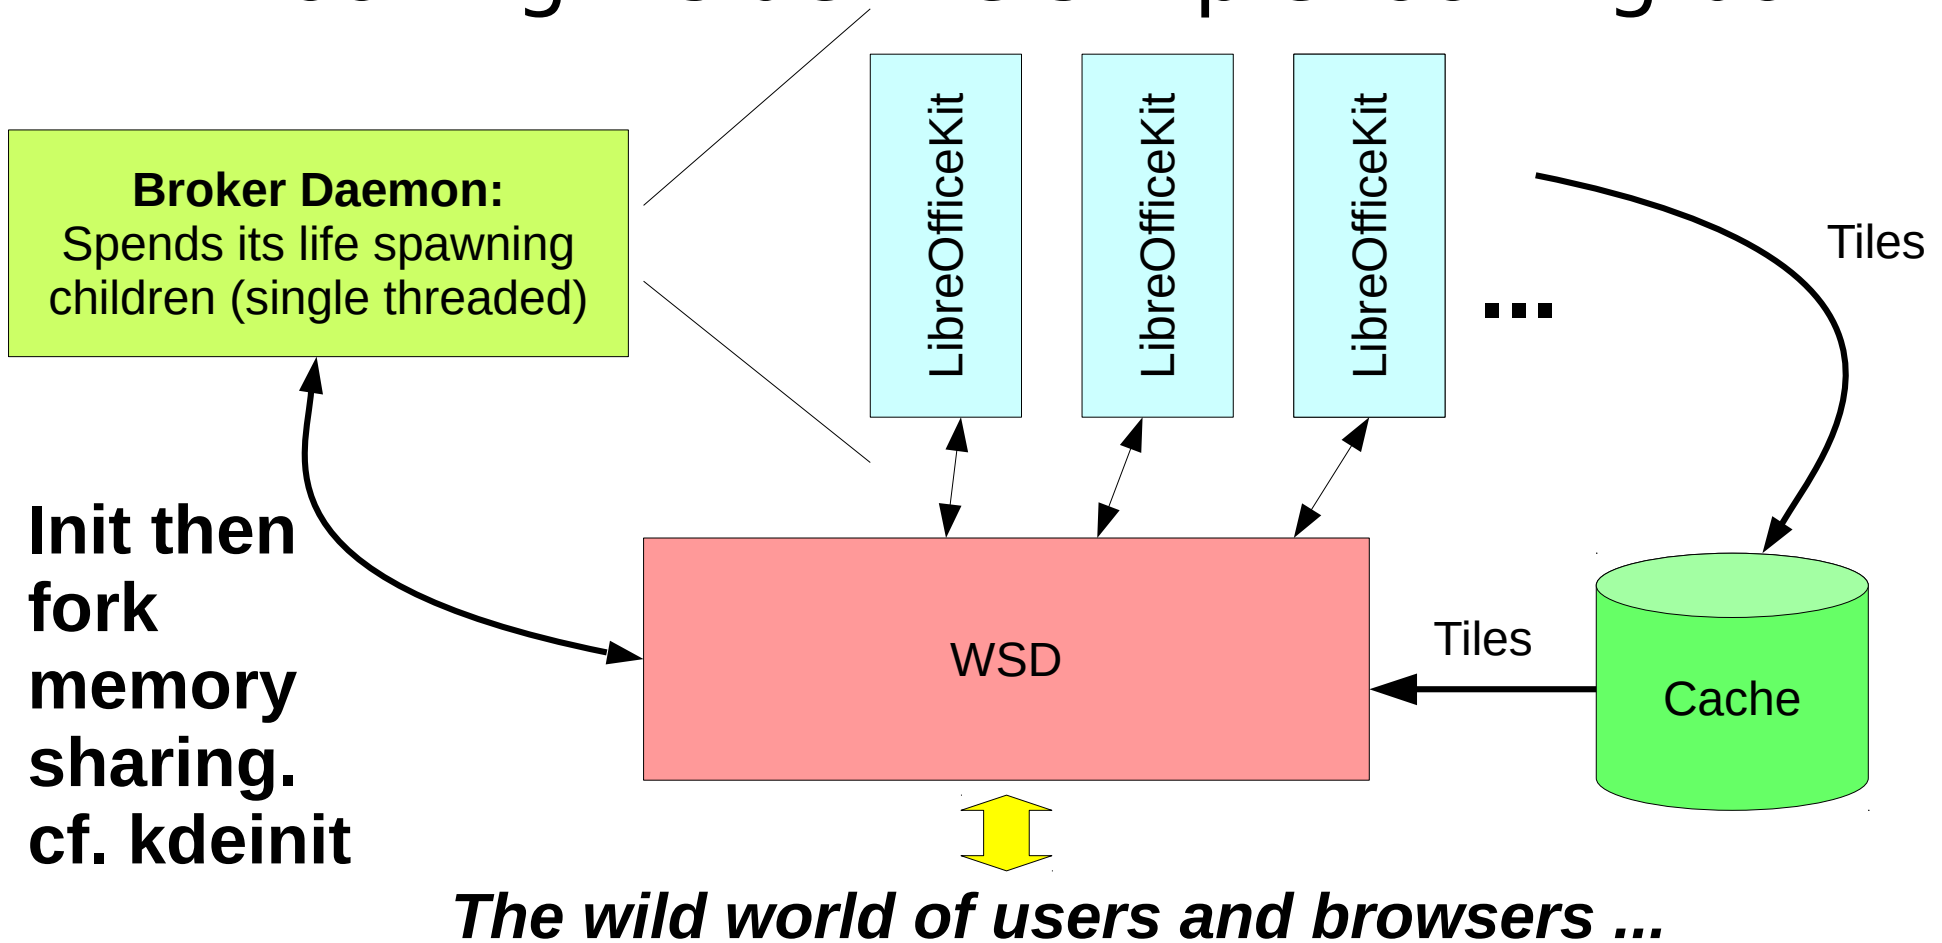 Broker Daemon:
Spends its life spawning
children (single threaded)
LibreOfficeKit
LibreOfficeKit
LibreOfficeKit
...
Tiles
Init then
fork
memory
sharing.
cf. kdeinit
WSD
Tiles
Cache
The wild world of users and browsers ...